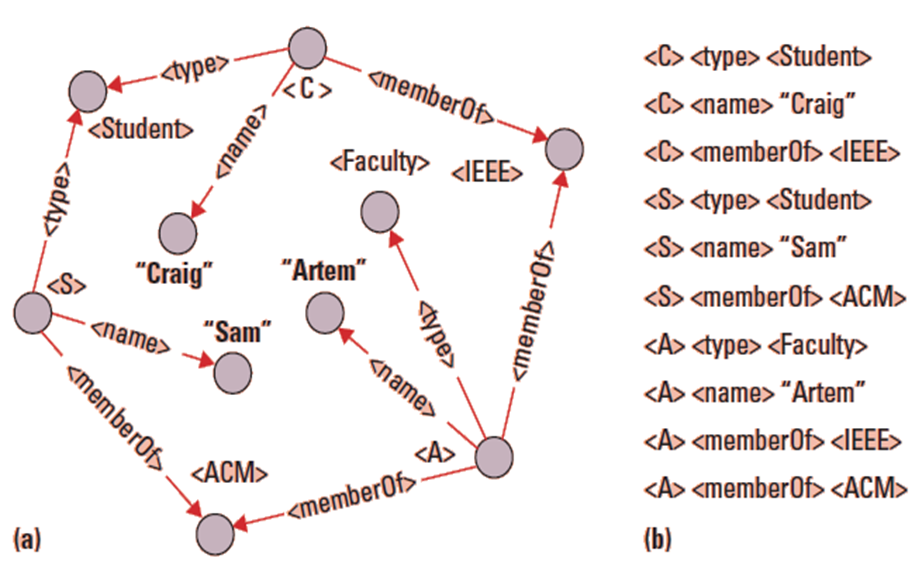 <type>
<C>
<memberOf>
<Student>
<name>
<Faculty>
<IEEE>
<type>
"Craig"
"Artem"
<S>
<memberOf>
<name>
"Sam"
<type>
<name>
<memberOf>
<ACM>
<A>
<memberOf>
(a)
<C> <type> <Student>
<C> <name> "Craig"
<C> <memberOf> <IEEE>
<S> <type> <Student>
<S> <name> "Sam"
<S> <memberOf> <ACM>
<A> <type> <Faculty>
<A> <name> "Artem"
<A> <memberOf> <IEEE>
<A> <memberOf> <ACM>
(b)